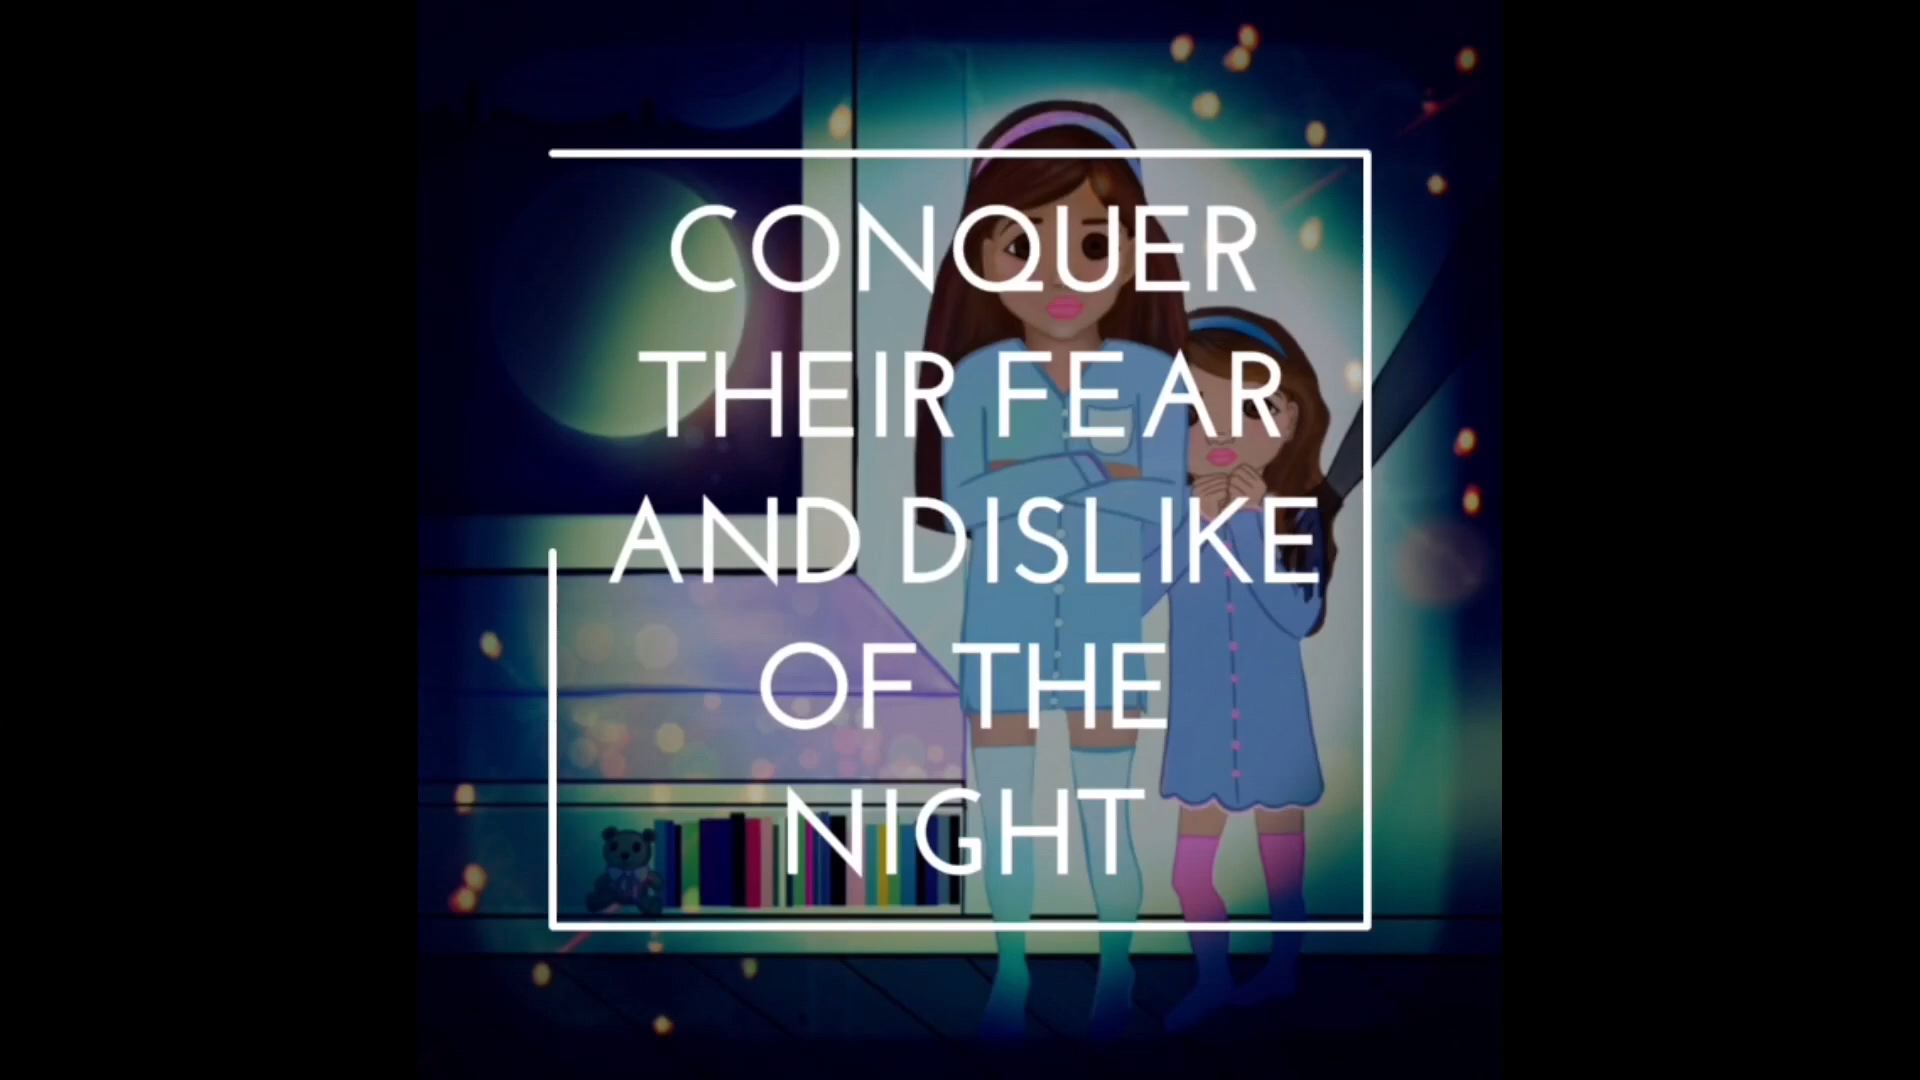 CONQUER
THEIR FEAR
AND DISLIKE
OF THE
NIGHT